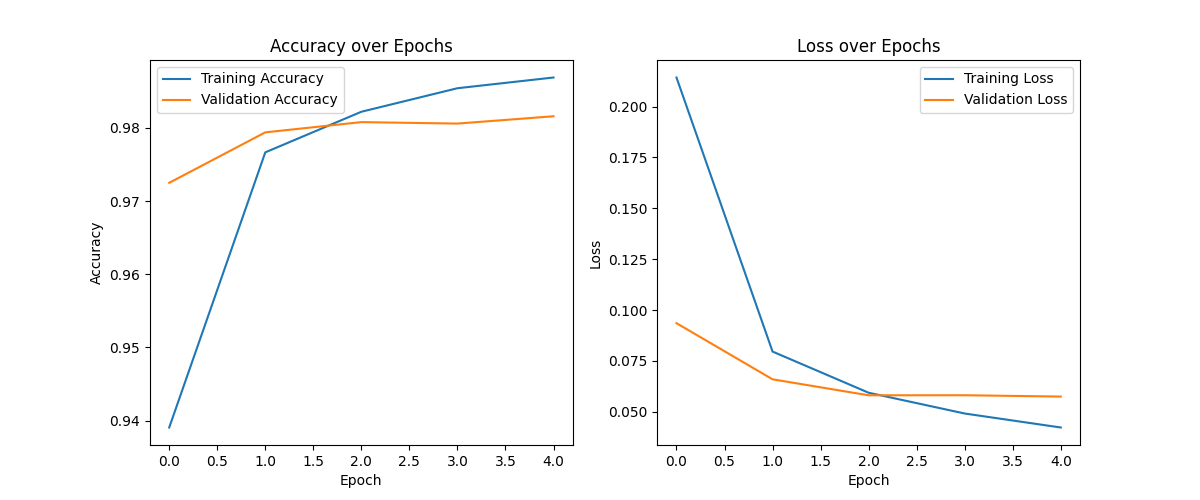 Accuracy over Epochs
Training Accuracy
Validation Accuracy
Accuracy
0.98
0.97
0.96
0.95
0.94
0.0 0.5 1.0 1.5 2.0 2.5 3.0 3.5 4.0
Epoch
Loss over Epochs
Training Loss
Validation Loss
Loss
0.200
0.175
0.150
0.125
0.100
0.075
0.050
0.0 0.5 1.0 1.5 2.0 2.5 3.0 3.5 4.0
Epoch